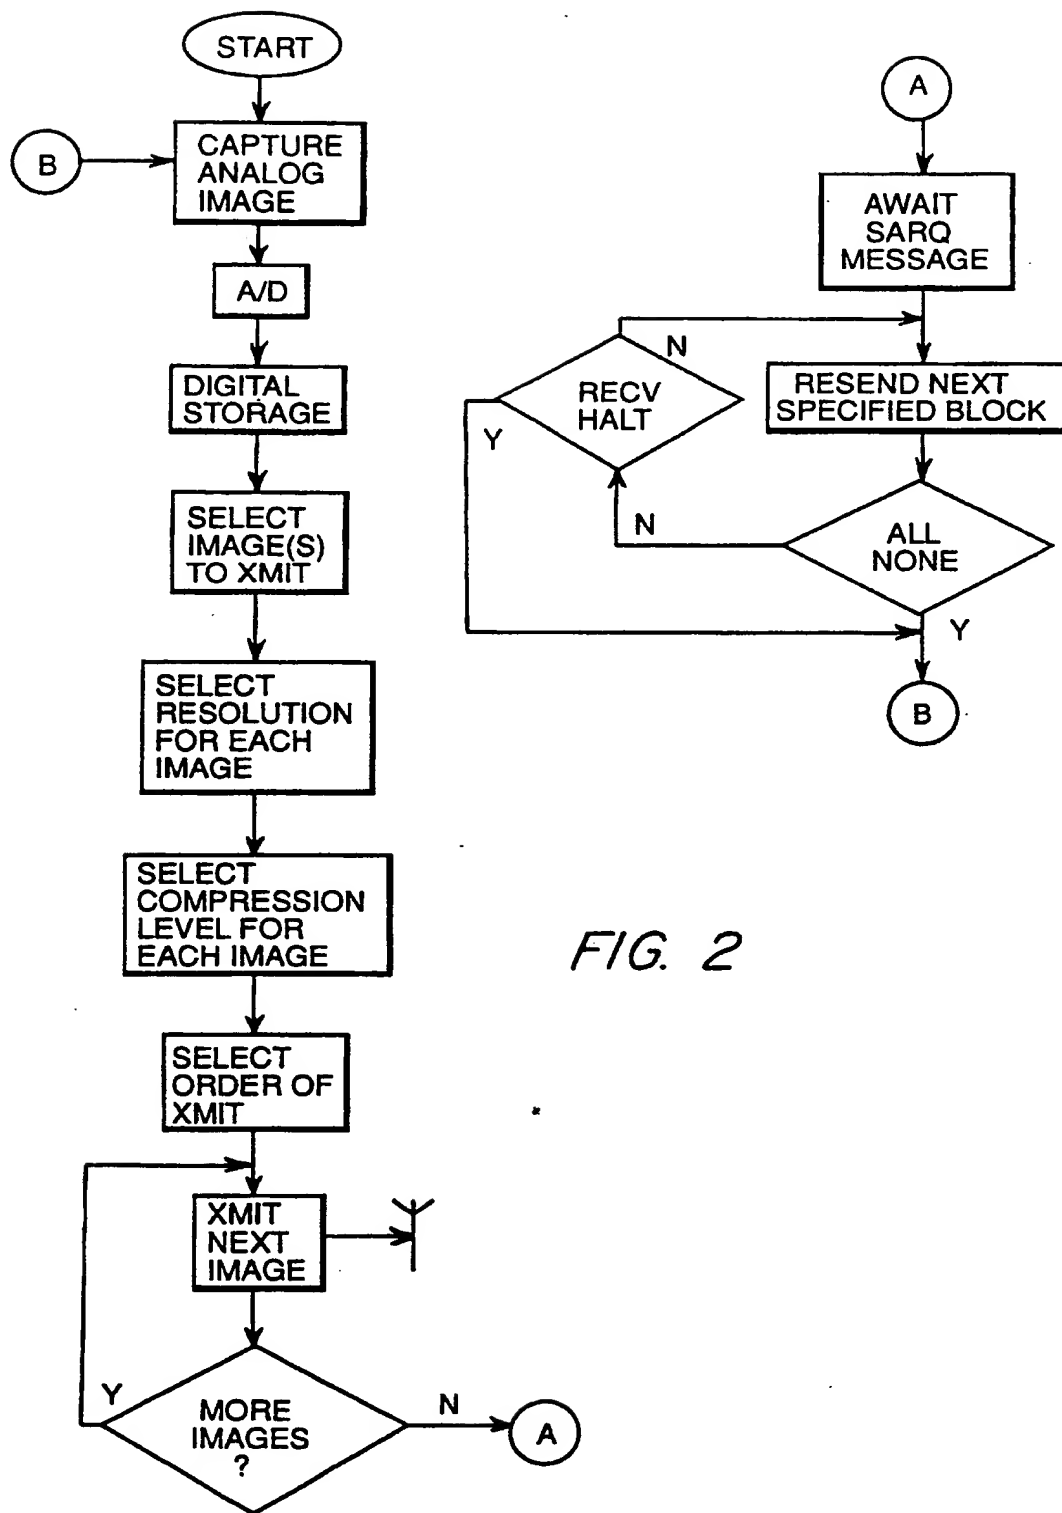 START
B
CAPTURE
ANALOG
IMAGE
A/D
DIGITAL
STORAGE
SELECT
IMAGE(S)
TO XMIT
SELECT
RESOLUTION
FOR EACH
IMAGE
SELECT
COMPRESSION
LEVEL FOR
EACH IMAGE
SELECT
ORDER OF
XMIT
XMIT
NEXT
IMAGE
Y
MORE
IMAGES
?
N
A
A
AWAIT
SARQ
MESSAGE
N
RECV
HALT
Y
RESEND NEXT
SPECIFIED BLOCK
N
ALL
NONE
Y
B
FIG. 2